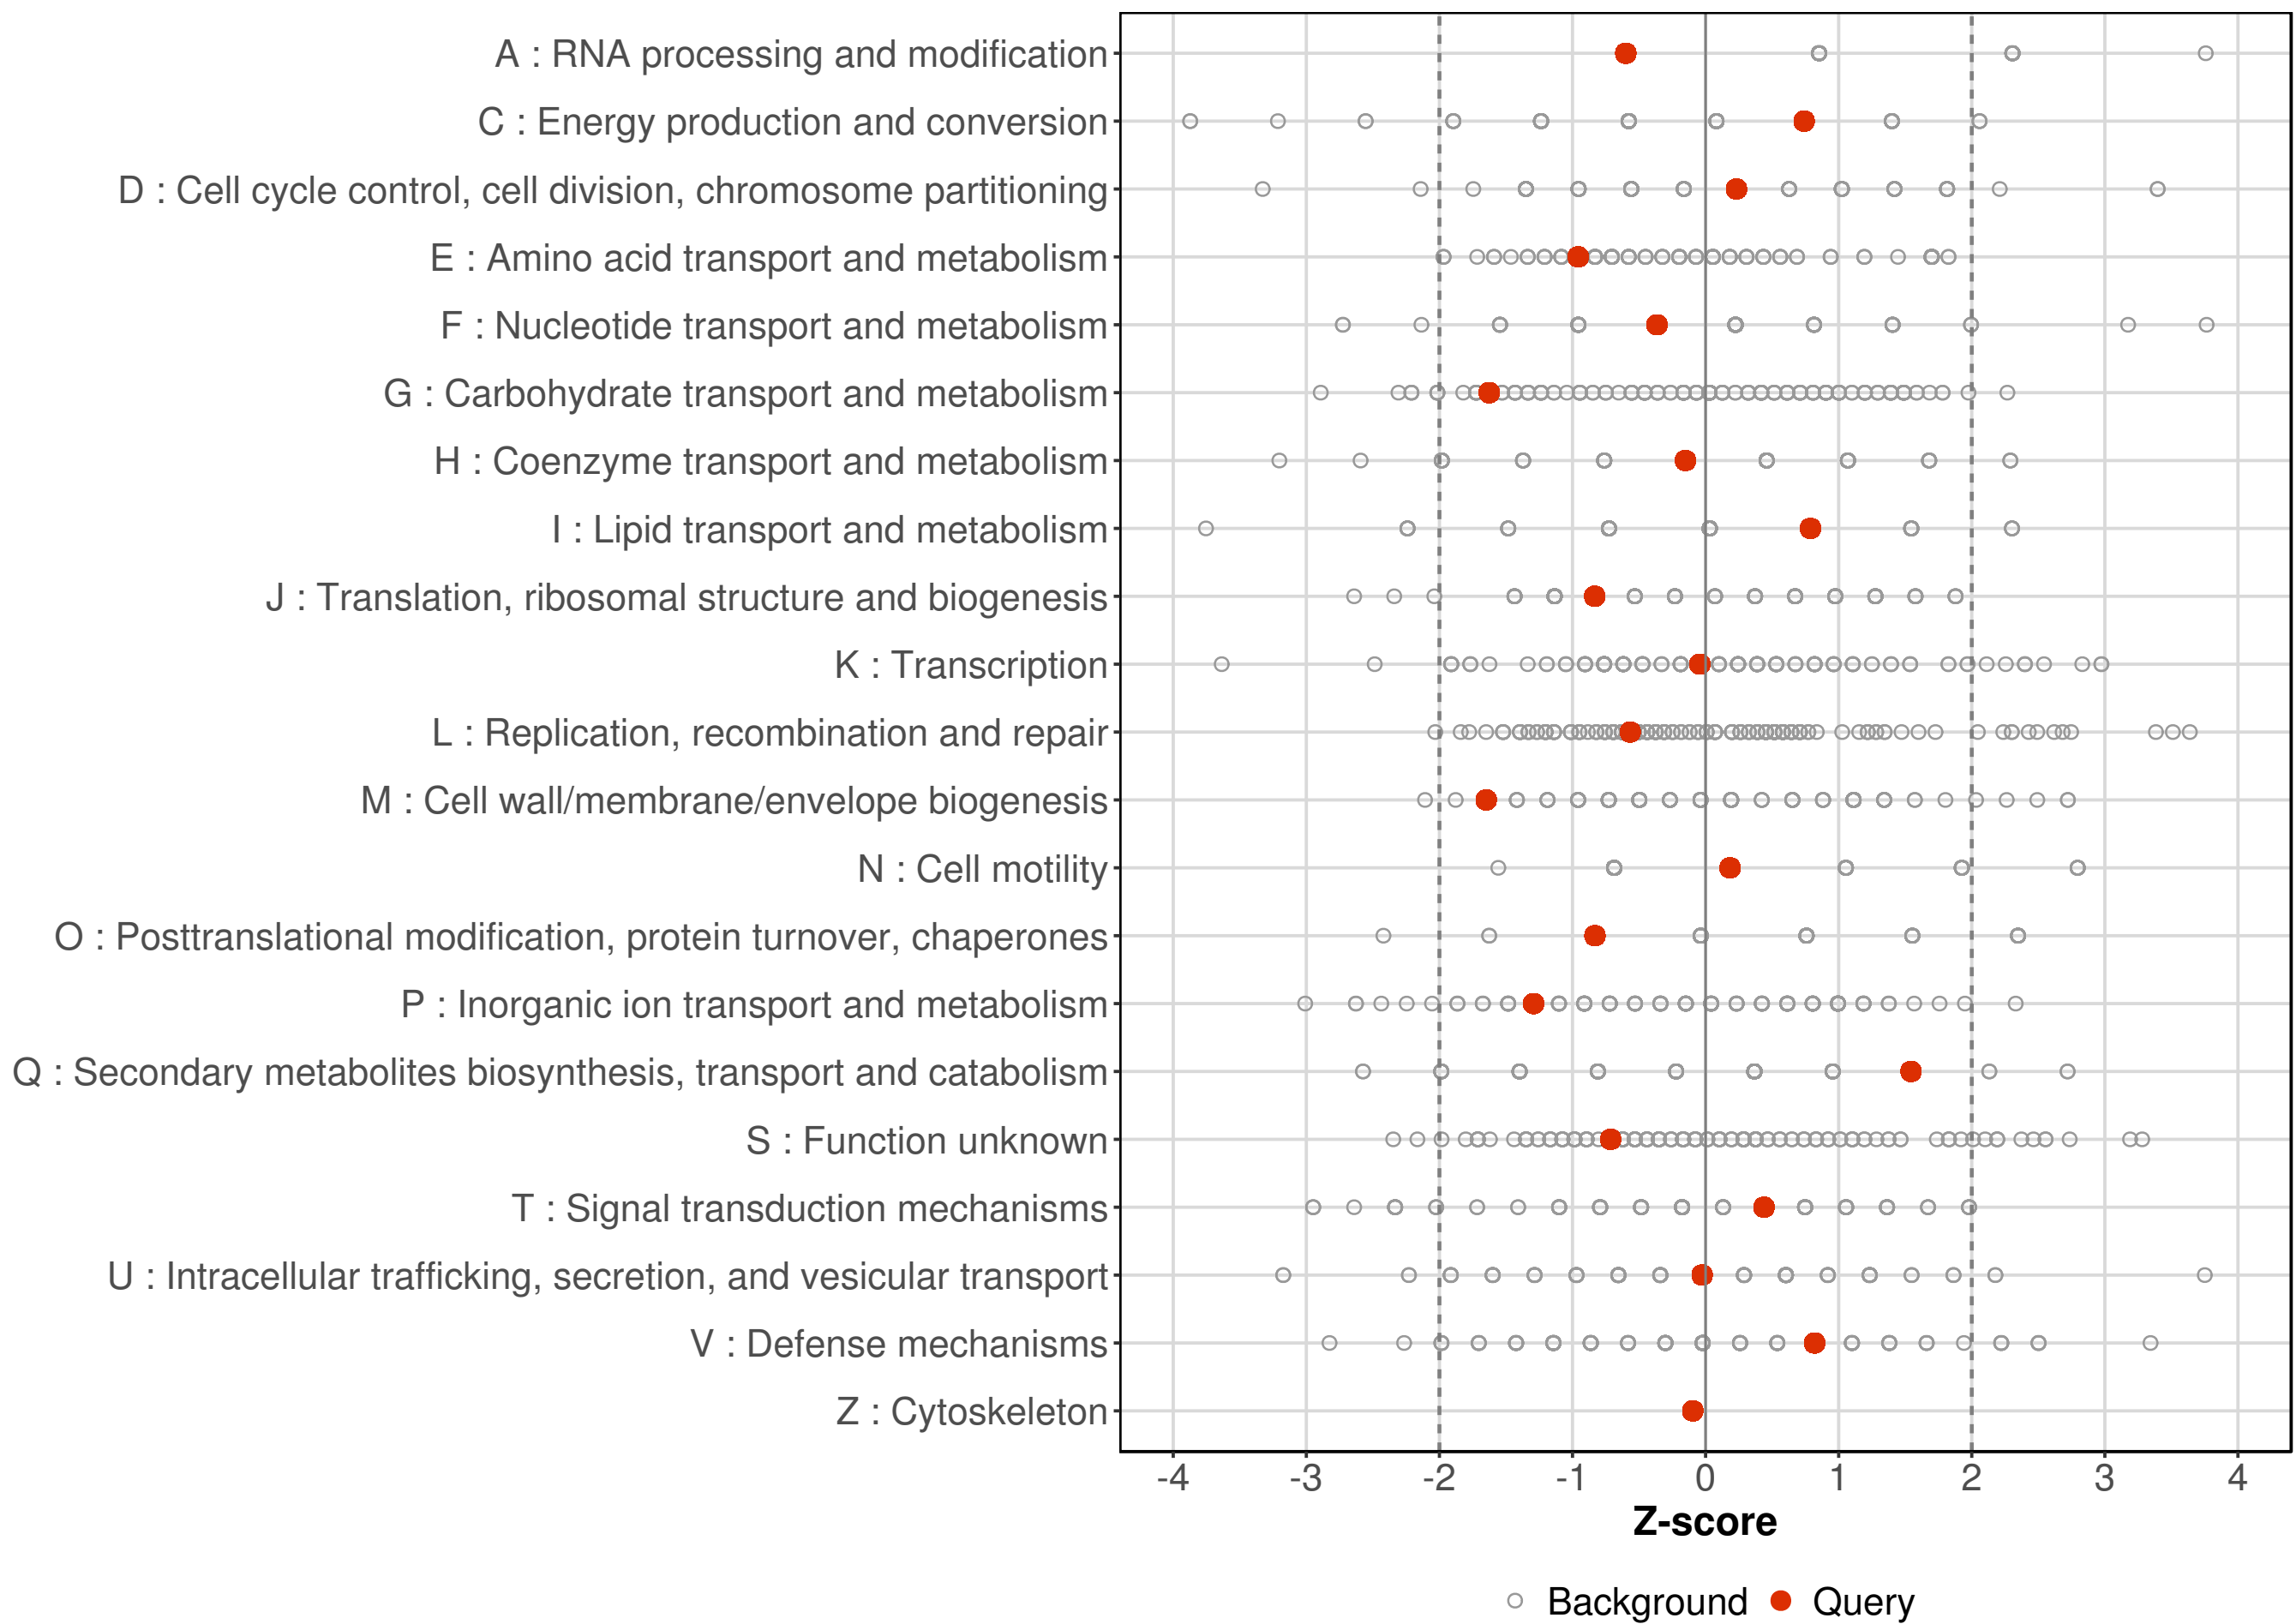 A : RNA processing and modification
C : Energy production and conversion
D : Cell cycle control, cell division, chromosome partitioning
E : Amino acid transport and metabolism
F : Nucleotide transport and metabolism
G : Carbohydrate transport and metabolism
H : Coenzyme transport and metabolism
I : Lipid transport and metabolism
J : Translation, ribosomal structure and biogenesis
K : Transcription
L : Replication, recombination and repair
M : Cell wall/membrane/envelope biogenesis
N : Cell motility
O : Posttranslational modification, protein turnover, chaperones
P : Inorganic ion transport and metabolism
Q : Secondary metabolites biosynthesis, transport and catabolism
S : Function unknown
T : Signal transduction mechanisms
U : Intracellular trafficking, secretion, and vesicular transport
V : Defense mechanisms
Z : Cytoskeleton
-4 -3 -2 -1 0 1 2 3 4
Z-score
Background Query